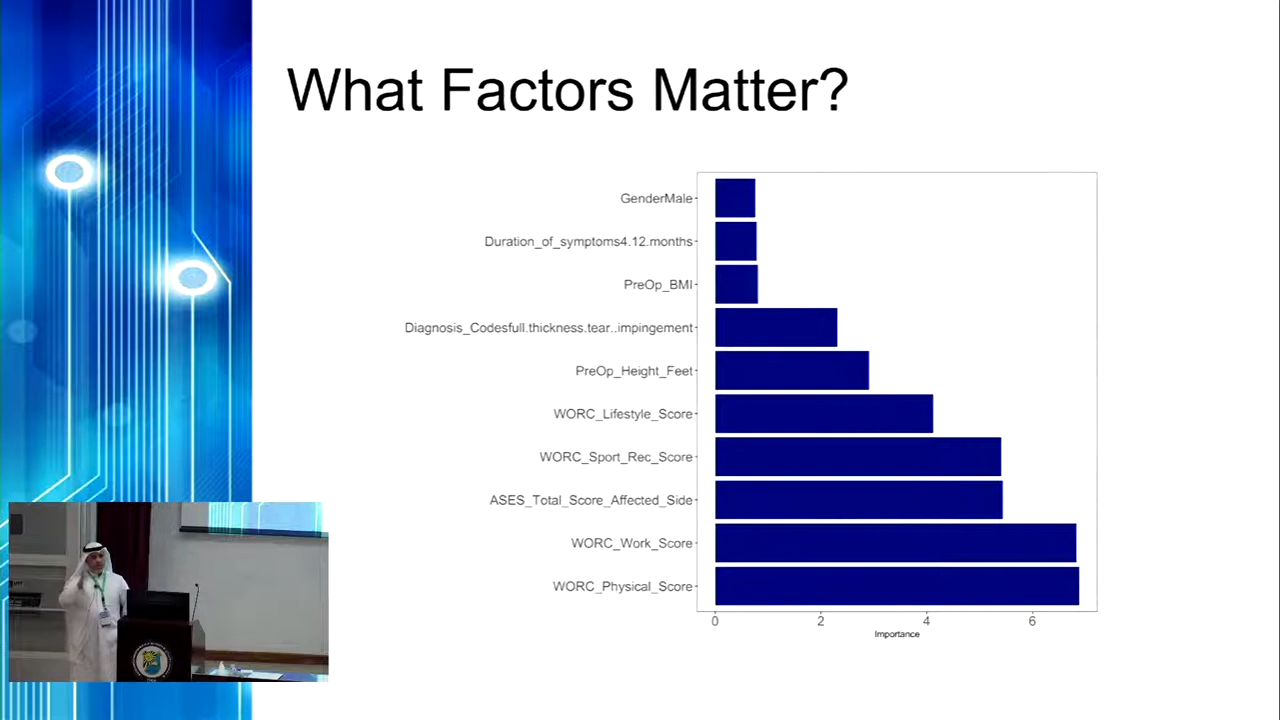 What Factors Matter?
GenderMale
Duration_of_symptoms4.12.months
PreOp_BMI
Diagnosis_Codesfull.thickness.tear..impingement
PreOp_Height_Feet
WORC_Lifestyle_Score
WORC_Sport_Rec_Score
ASES_Total_Score_Affected_Side
WORC_Work_Score
WORC_Physical_Score
0 2 4 6
Importance